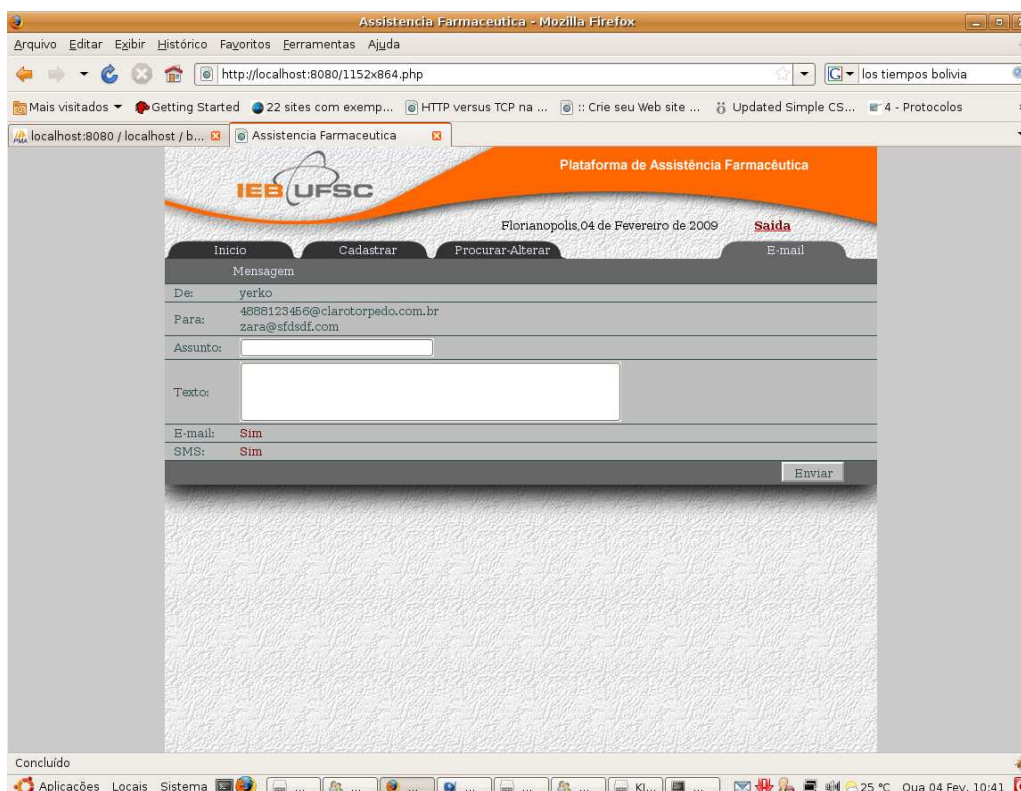 Assistencia Farmaceutica - Mozilla Firefox
Arquivo Editar Exibir Histórico Favoritos Ferramentas Ajuda
http://localhost:8080/1152x864.php
los tiempos bolivia
Mais visitados Getting Started 22 sites com exemp... HTTP versus TCP na ... :: Crie seu Web site ... Updated Simple CS... 4 - Protocolos
localhost:8080 / localhost / b... Assistencia Farmaceutica
Plataforma de Assistência Farmacêutica
IEB UFSC
Florianopolis,04 de Fevereiro de 2009 Saida
Inicio Cadastrar Procurar-Alterar E-mail
Mensagem
De: yerko
Para: 4888123456@clarotorpedo.com.br
zara@sfdsdf.com
Assunto:
Texto:
E-mail: Sim
SMS: Sim
Enviar
Concluído
Aplicações Locais Sistema ... ... ... ... ... ... Kl... ... 25 °C Qua 04 Fev, 10:41